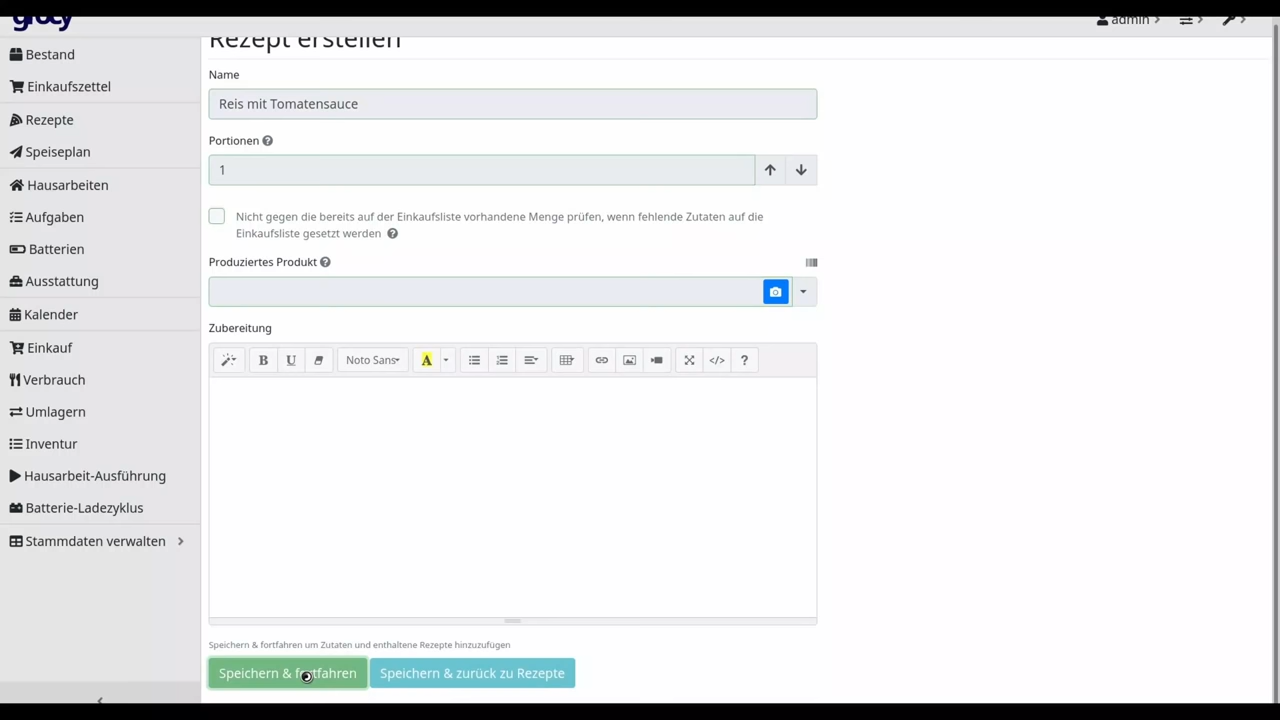 grocy
admin
Bestand
Einkaufszettel
Rezepte
Speiseplan
Hausarbeiten
Aufgaben
Batterien
Ausstattung
Kalender
Einkauf
Verbrauch
Umlagern
Inventur
Hausarbeit-Ausführung
Batterie-Ladezyklus
Stammdaten verwalten
Rezept erstellen
Name
Reis mit Tomatensauce
Portionen
1
Nicht gegen die bereits auf der Einkaufsliste vorhandene Menge prüfen, wenn fehlende Zutaten auf die
Einkaufsliste gesetzt werden
Produziertes Produkt
Zubereitung
B U Noto Sans A </> ?
Speichern & fortfahren um Zutaten und enthaltene Rezepte hinzuzufügen
Speichern & fortfahren Speichern & zurück zu Rezepte